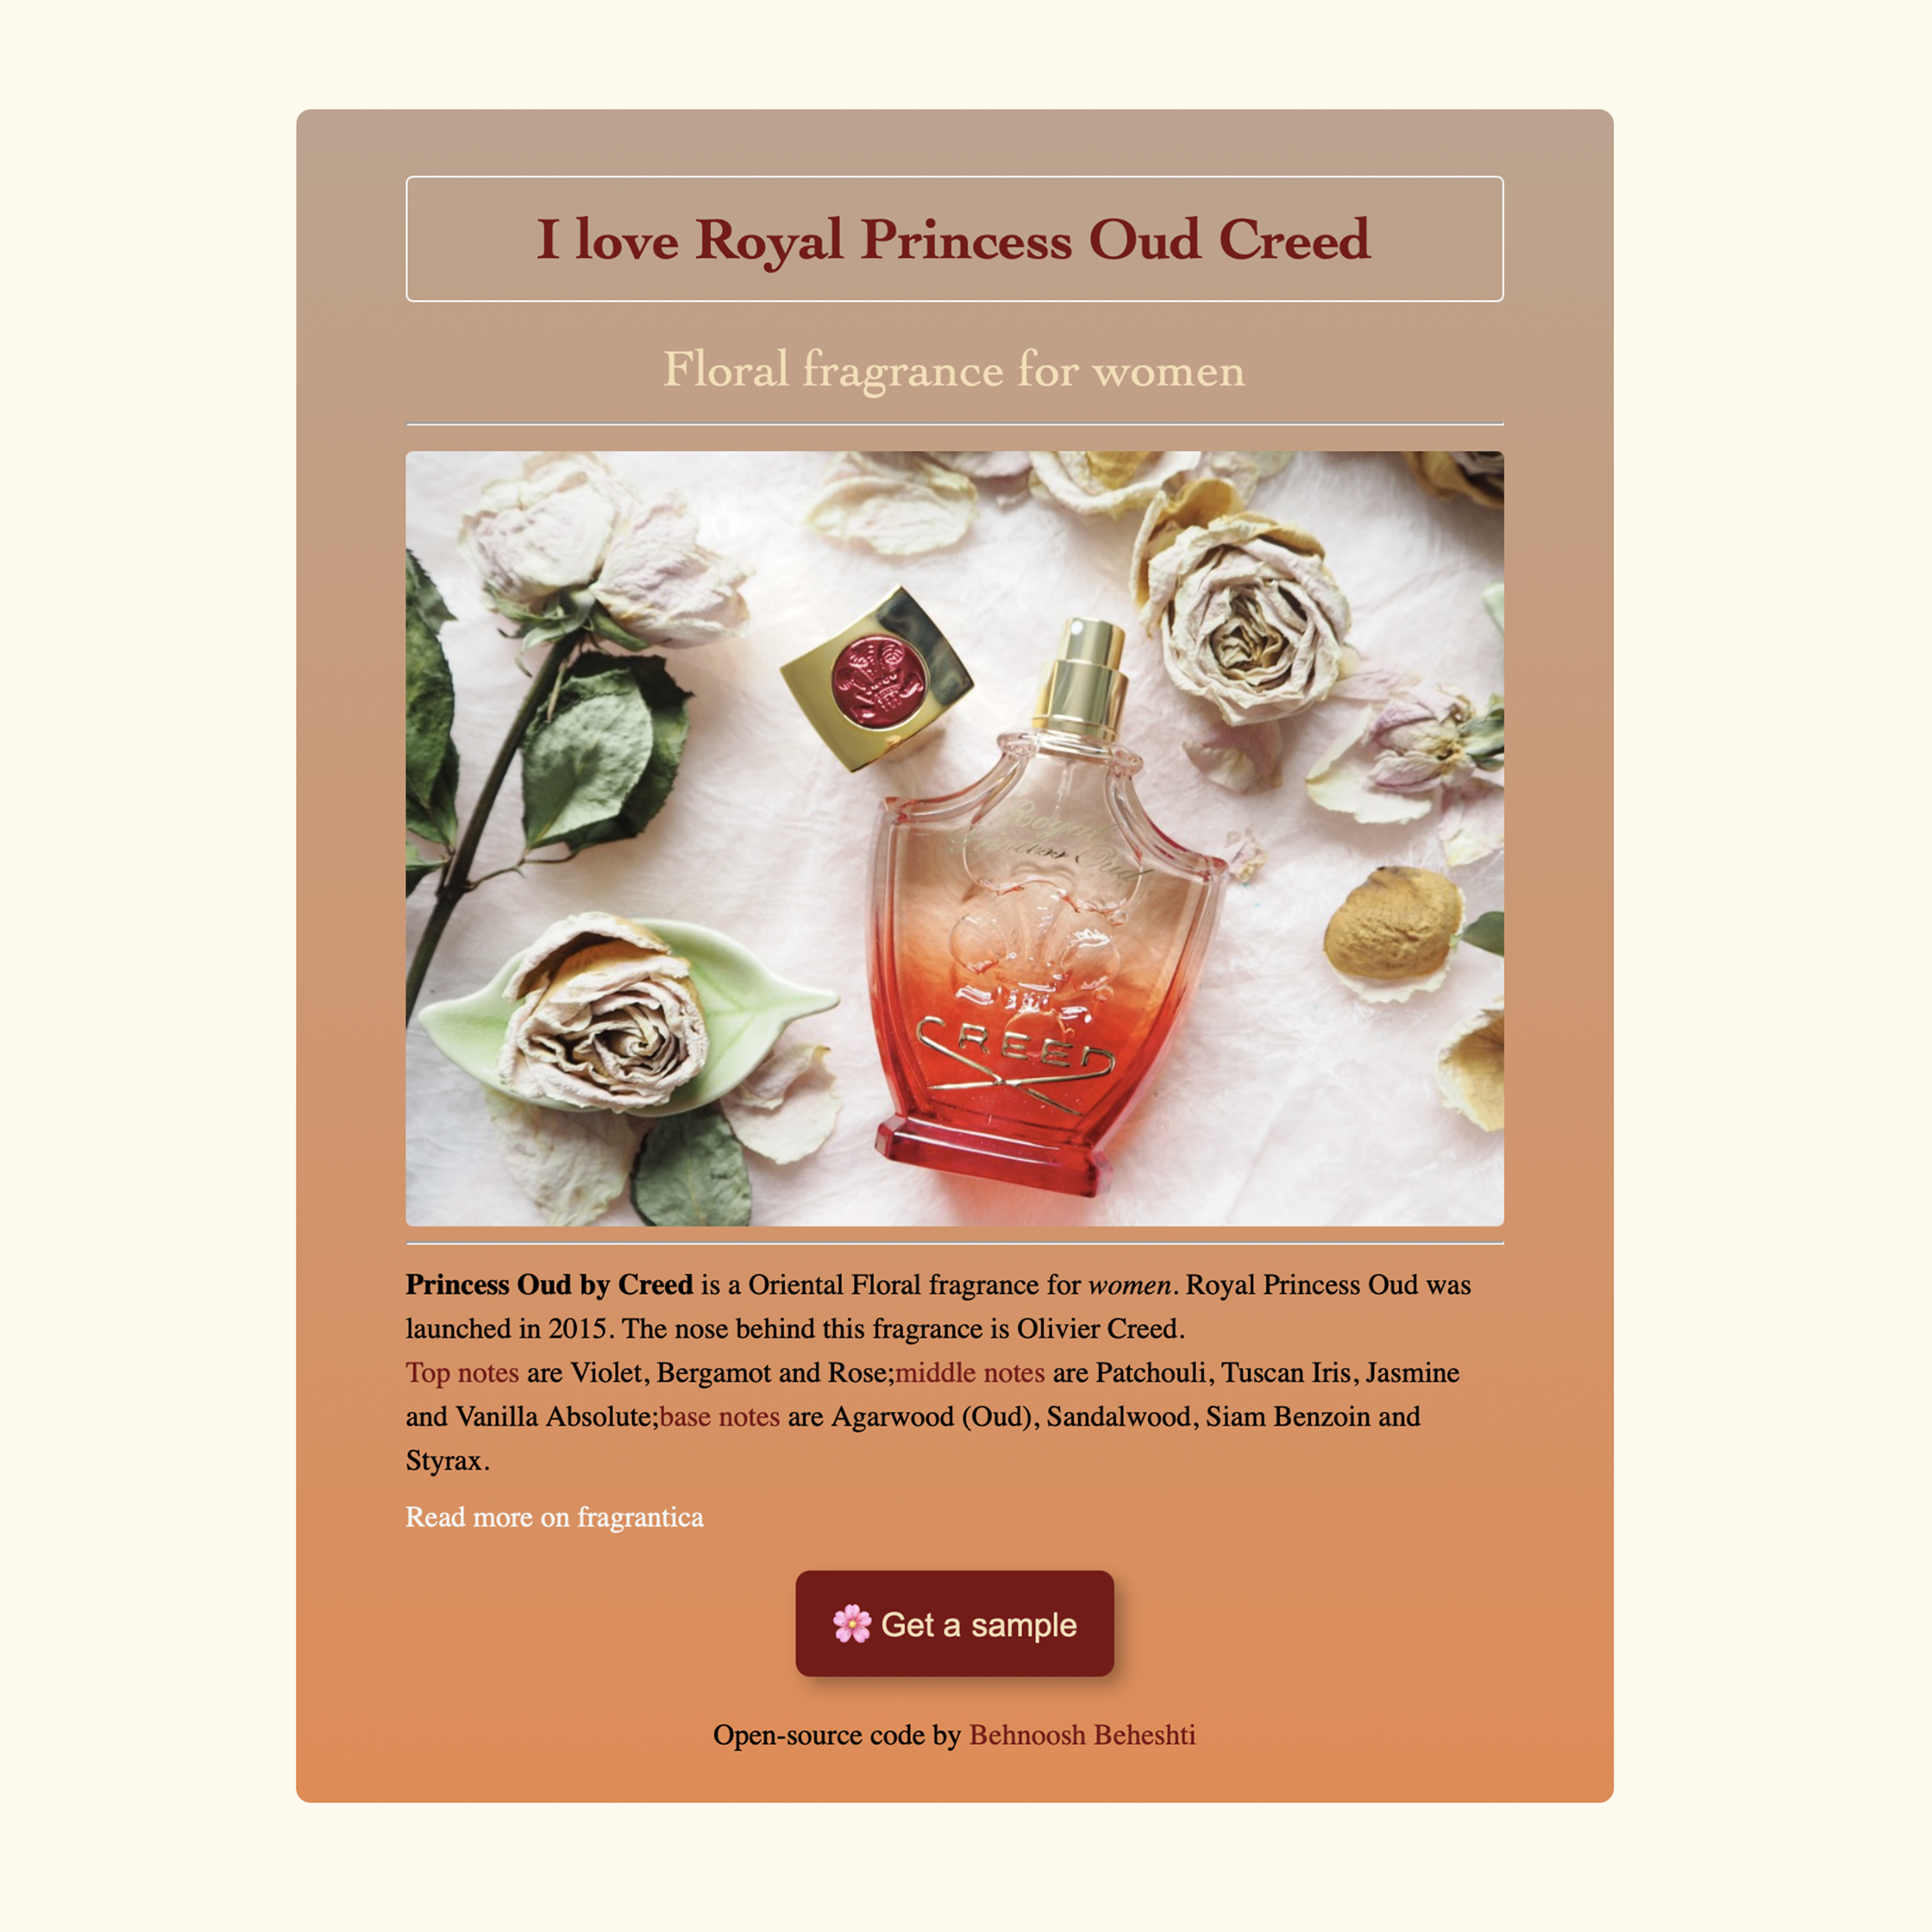 I love Royal Princess Oud Creed
Floral fragrance for women
Royal
Princess Oud
CREED
Princess Oud by Creed is a Oriental Floral fragrance for women. Royal Princess Oud was
launched in 2015. The nose behind this fragrance is Olivier Creed.
Top notes are Violet, Bergamot and Rose;middle notes are Patchouli, Tuscan Iris, Jasmine
and Vanilla Absolute;base notes are Agarwood (Oud), Sandalwood, Siam Benzoin and
Styrax.
Read more on fragrantica
🌸 Get a sample
Open-source code by Behnoosh Beheshti